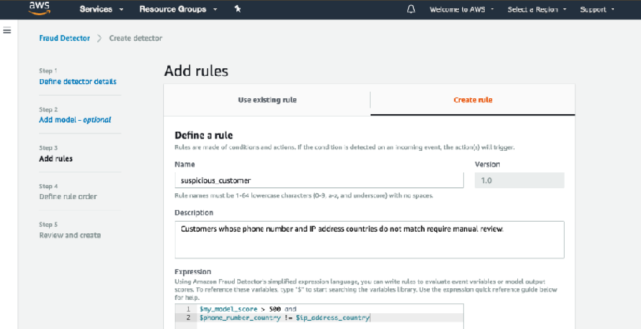 aws Services Resource Groups Welcome to AWS Select a Region Support
Fraud Detector > Create detector
Step 1
Define detector details
Step 2
Add model - optional
Step 3
Add rules
Step 4
Define rule order
Step 5
Review and create
Add rules
Use existing rule Create rule
Define a rule
Rules are made of conditions and actions. If the condition is detected on an incoming event, the action(s) will trigger.
Name Version
suspicious_customer 1.0
Rule names must be 1-64 lowercase characters (0-9, a-z, and underscore) with no spaces.
Description
Customers whose phone number and IP address countries do not match require manual review.
Expression
Using Amazon Fraud Detector's simplified expression language, you can write rules to evaluate event variables or model output
scores. To reference these variables, type "$" to start searching the variables library. Use the expression quick reference guide below
for help.
1 $my_model_score > 500 and
2 $phone_number_country != $ip_address_country